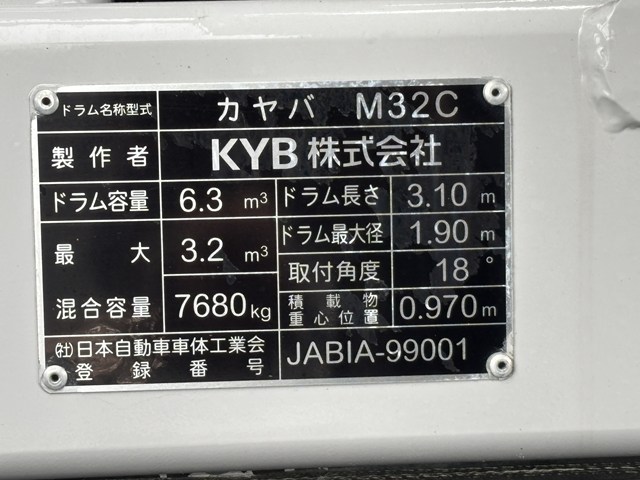 ドラム名称型式 カヤバ M32C
製作者 KYB 株式会社
ドラム容量 6.3 m³ ドラム長さ 3.10 m
最大 3.2 m³ ドラム最大径 1.90 m
取付角度 18°
混合容量 7680kg 積載物重心位置 0.970m
(社)日本自動車車体工業会
登録番号 JABIA-99001